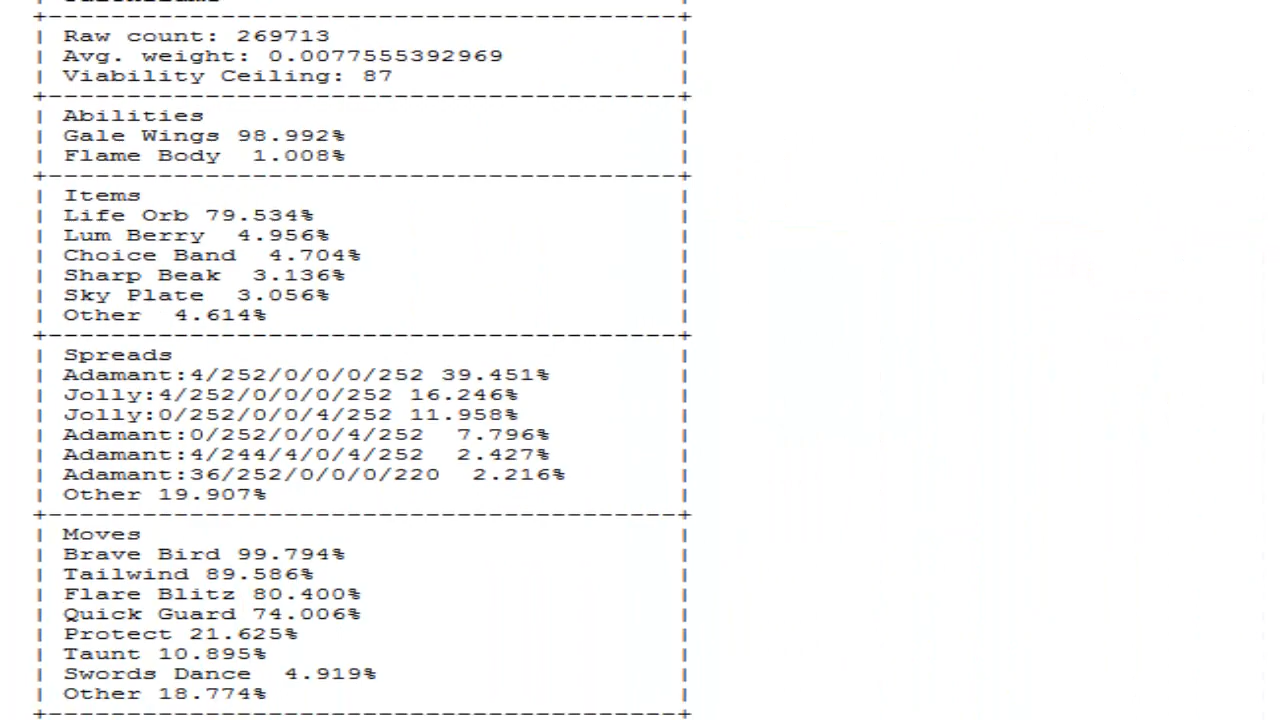 +-----------------------------------------+
| Raw count: 269713 |
| Avg. weight: 0.0077555392969 |
| Viability Ceiling: 87 |
+-----------------------------------------+
| Abilities |
| Gale Wings 98.992% |
| Flame Body  1.008% |
+-----------------------------------------+
| Items |
| Life Orb 79.534% |
| Lum Berry  4.956% |
| Choice Band  4.704% |
| Sharp Beak  3.136% |
| Sky Plate  3.056% |
| Other  4.614% |
+-----------------------------------------+
| Spreads |
| Adamant:4/252/0/0/0/252 39.451% |
| Jolly:4/252/0/0/0/252 16.246% |
| Jolly:0/252/0/0/4/252 11.958% |
| Adamant:0/252/0/0/4/252  7.796% |
| Adamant:4/244/4/0/4/252  2.427% |
| Adamant:36/252/0/0/0/220  2.216% |
| Other 19.907% |
+-----------------------------------------+
| Moves |
| Brave Bird 99.794% |
| Tailwind 89.586% |
| Flare Blitz 80.400% |
| Quick Guard 74.006% |
| Protect 21.625% |
| Taunt 10.895% |
| Swords Dance  4.919% |
| Other 18.774% |
+-----------------------------------------+